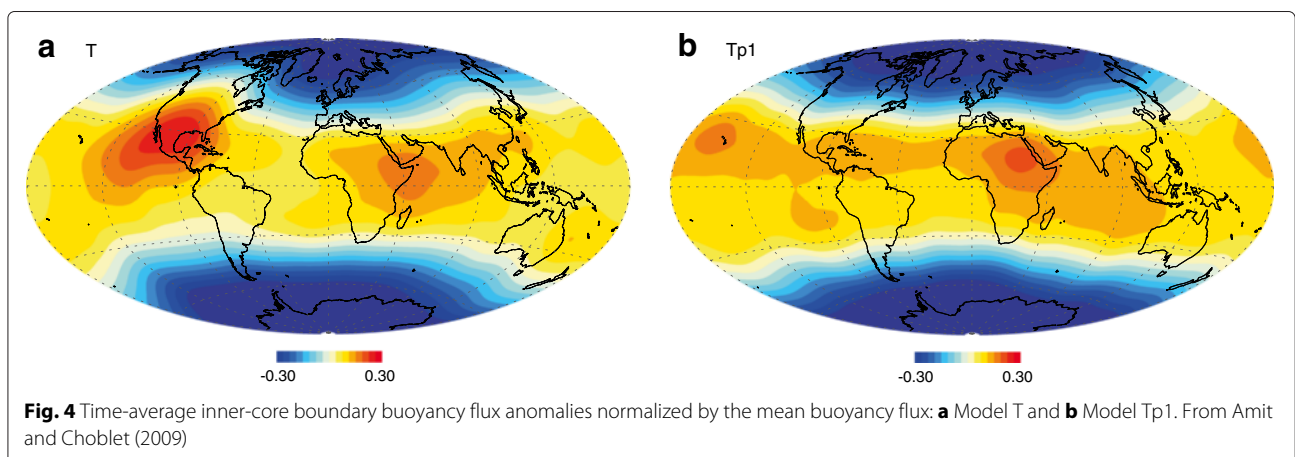 a T
b Tp1
-0.30 0.30
-0.30 0.30
Fig. 4 Time-average inner-core boundary buoyancy flux anomalies normalized by the mean buoyancy flux: a Model T and b Model Tp1. From Amit
and Choblet (2009)